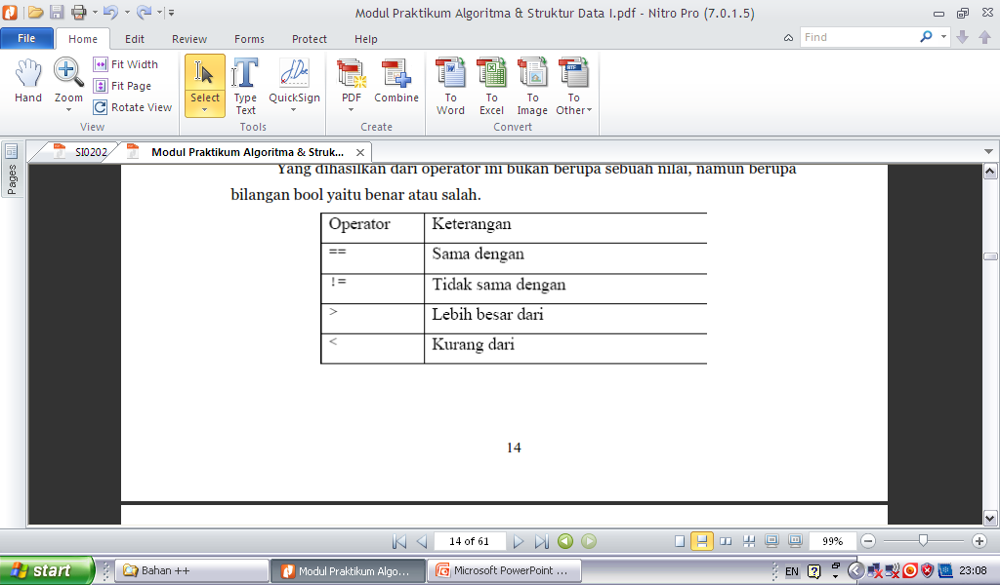 Modul Praktikum Algoritma & Struktur Data I.pdf - Nitro Pro (7.0.1.5)
File Home Edit Review Forms Protect Help Find
Hand Zoom Fit Width Fit Page Rotate View
View
Select Type Text QuickSign
Tools
PDF Combine
Create
To Word To Excel To Image To Other
Convert
SI0202 Modul Praktikum Algoritma & Struk...
Pages
Yang dihasilkan dari operator ini bukan berupa sebuah nilai, namun berupa
bilangan bool yaitu benar atau salah.
Operator Keterangan
== Sama dengan
!= Tidak sama dengan
> Lebih besar dari
< Kurang dari
14
14 of 61 99%
start Bahan ++ Modul Praktikum Algo... Microsoft PowerPoint ... EN 23:08